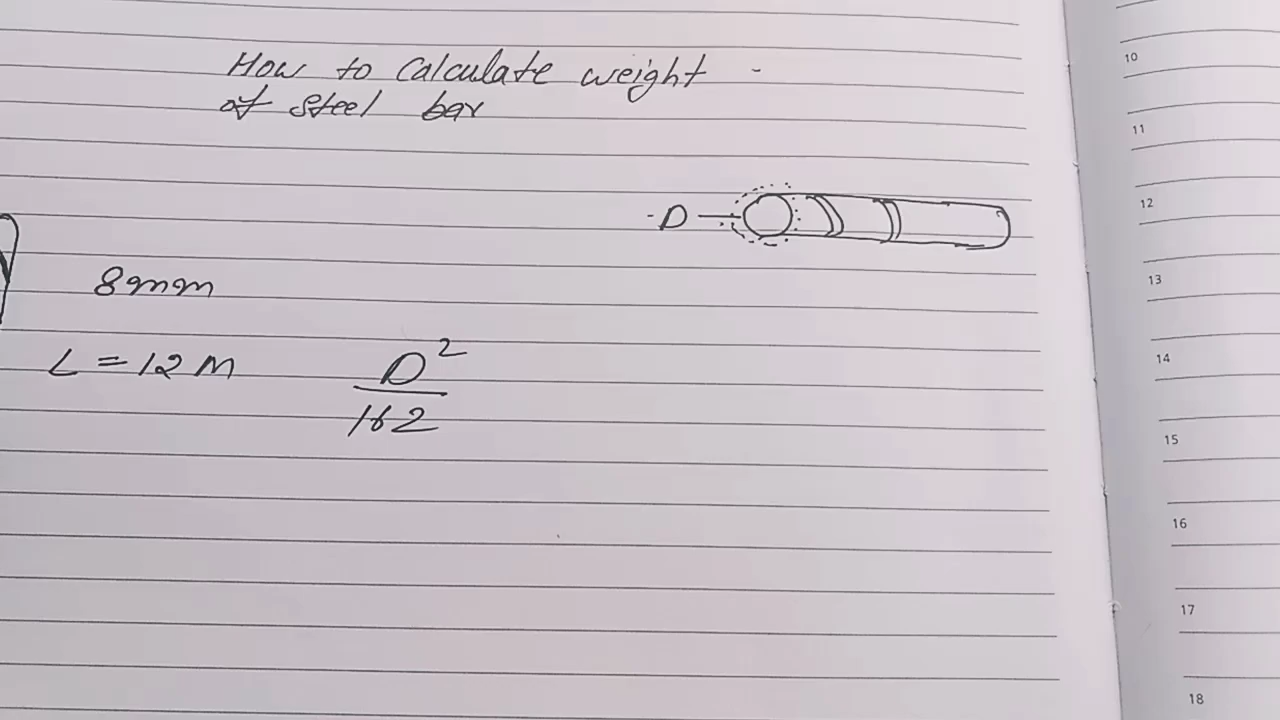 How to Calculate weight -
of steel bar
D
8mm
L = 12 M
D²
162
10
11
12
13
14
15
16
17
18